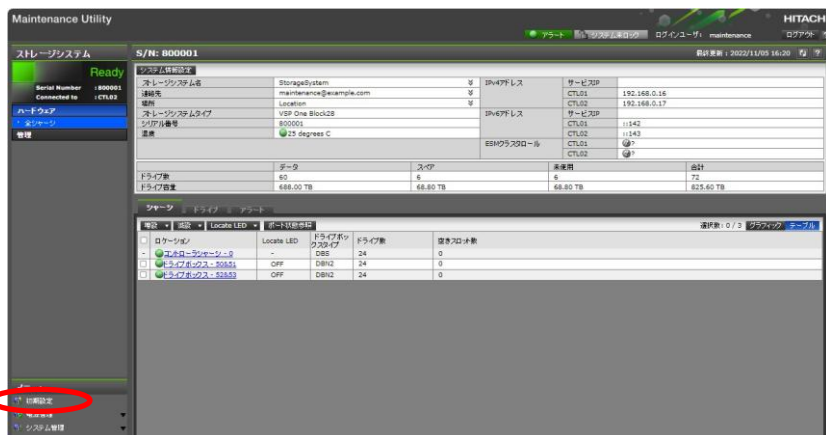 Maintenance Utility
HITACH
アラート システム未ロック ログインユーザ: maintenance ログアウト
ストレージシステム
S/N: 800001
最終更新 : 2022/11/05 16:20
Ready
Serial Number : 800001
Connected to : CTL02
ハードウェア
全シャーシ
管理
システム情報設定
ストレージシステム名 StorageSystem IPv4アドレス サービスIP
連絡先 maintenance@example.com CTL01 192.168.0.16
場所 Location CTL02 192.168.0.17
ストレージシステムタイプ VSP One Block28 IPv6アドレス サービスIP
シリアル番号 800001 CTL01 ::142
温度 25 degrees C CTL02 ::143
ESMクラスタロール CTL01 ?
CTL02 ?
データ スペア 未使用 合計
ドライブ数 60 6 6 72
ドライブ容量 688.00 TB 68.80 TB 68.80 TB 825.60 TB
シャーシ ドライブ アラート
増設 減設 Locate LED ポート状態参照 選択数 : 0 / 3 グラフィック テーブル
ロケーション Locate LED ドライブボックスタイプ ドライブ数 空きスロット数
- コントローラシャーシ - 0 - DBS 24 0
ドライブボックス - 50&51 OFF DBN2 24 0
ドライブボックス - 52&53 OFF DBN2 24 0
初期設定
電源管理
システム管理